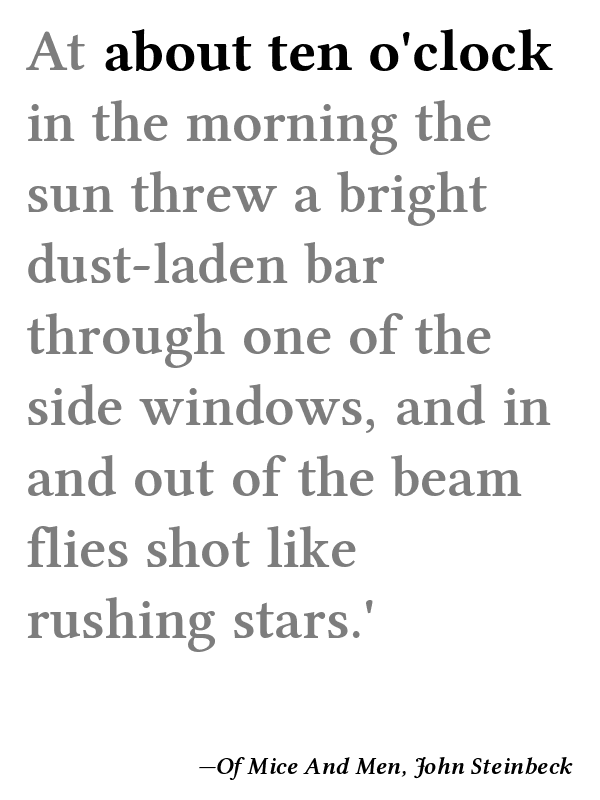 At about ten o'clock
in the morning the
sun threw a bright
dust-laden bar
through one of the
side windows, and in
and out of the beam
flies shot like
rushing stars.'
—Of Mice And Men, John Steinbeck